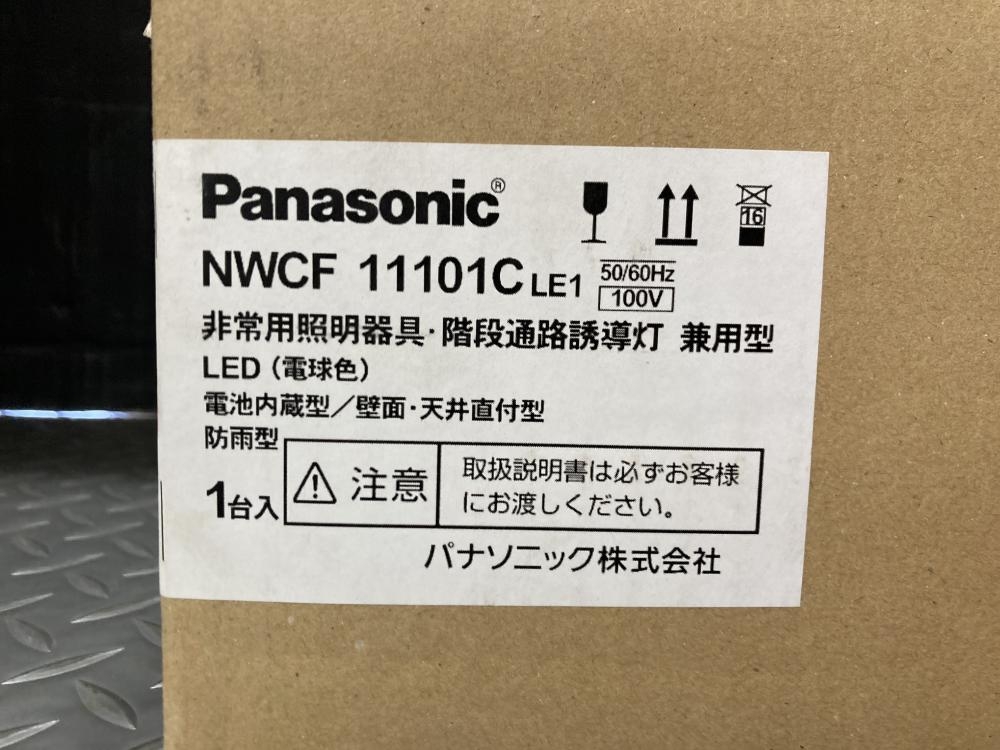 Panasonic®
16
NWCF 11101C LE1 50/60Hz
100V
非常用照明器具・階段通路誘導灯 兼用型
LED（電球色）
電池内蔵型／壁面・天井直付型
防雨型
1台入
注意
取扱説明書は必ずお客様
にお渡しください。
パナソニック株式会社